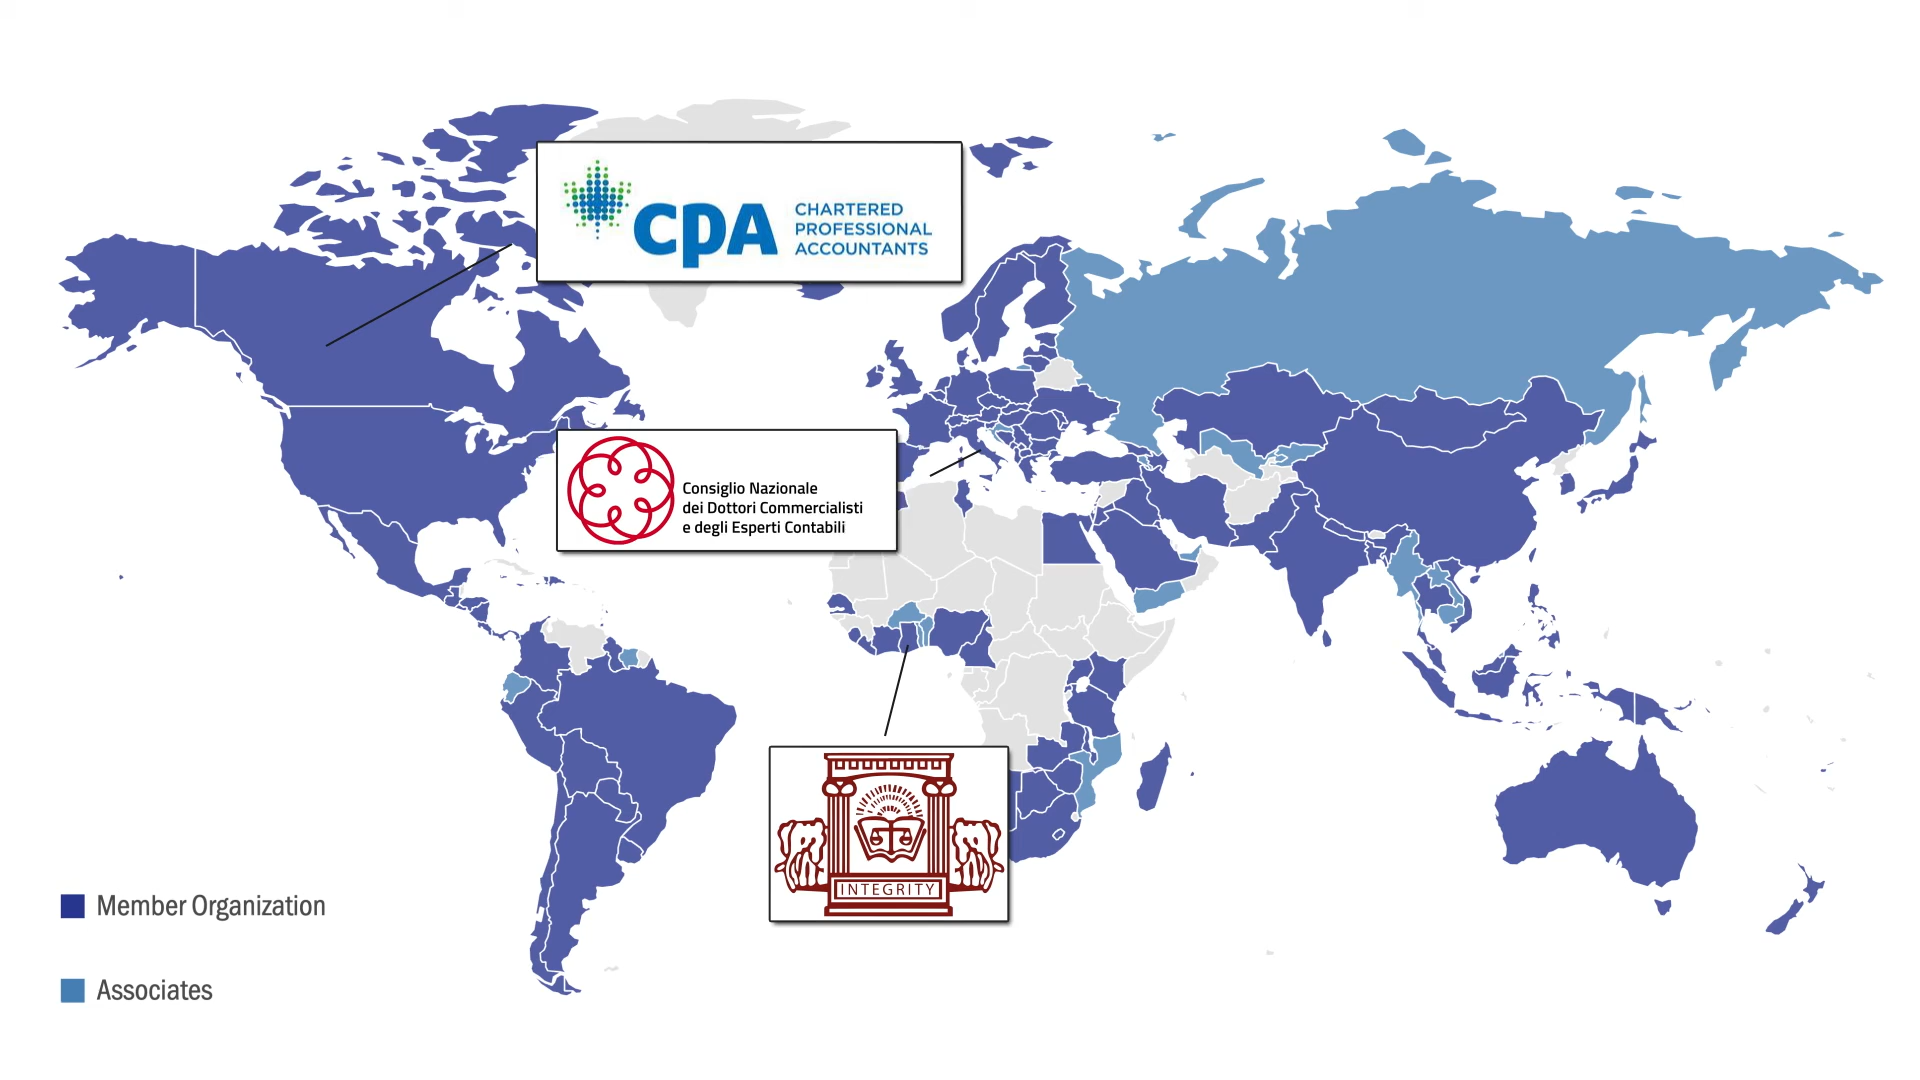 CPA
CHARTERED
PROFESSIONAL
ACCOUNTANTS
Consiglio Nazionale
dei Dottori Commercialisti
e degli Esperti Contabili
INTEGRITY
Member Organization
Associates